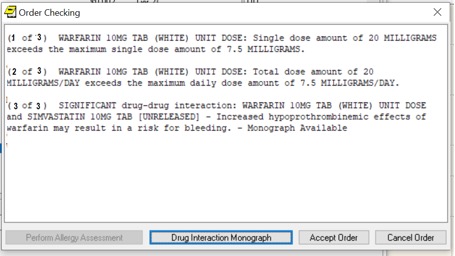 Order Checking
(1 of 3) WARFARIN 10MG TAB (WHITE) UNIT DOSE: Single dose amount of 20 MILLIGRAMS
exceeds the maximum single dose amount of 7.5 MILLIGRAMS.
(2 of 3) WARFARIN 10MG TAB (WHITE) UNIT DOSE: Total dose amount of 20
MILLIGRAMS/DAY exceeds the maximum daily dose amount of 7.5 MILLIGRAMS/DAY.
(3 of 3) SIGNIFICANT drug-drug interaction: WARFARIN 10MG TAB (WHITE) UNIT DOSE
and SIMVASTATIN 10MG TAB [UNRELEASED] - Increased hypoprothrombinemic effects of
warfarin may result in a risk for bleeding. - Monograph Available
Perform Allergy Assessment
Drug Interaction Monograph
Accept Order
Cancel Order